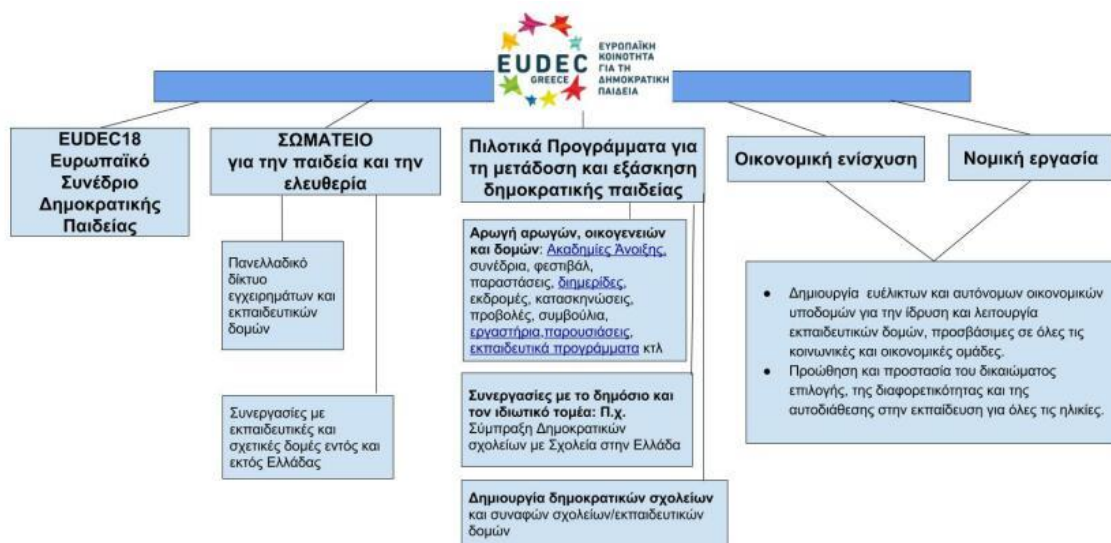 EUDEC
GREECE
ΕΥΡΩΠΑΪΚΗ
ΚΟΙΝΟΤΗΤΑ
ΓΙΑ ΤΗ
ΔΗΜΟΚΡΑΤΙΚΗ
ΠΑΙΔΕΙΑ
EUDEC18
Ευρωπαϊκό
Συνέδριο
Δημοκρατικής
Παιδείας
ΣΩΜΑΤΕΙΟ
για την παιδεία και την
ελευθερία
Πανελλαδικό
δίκτυο
εγχειρημάτων και
εκπαιδευτικών
δομών
Συνεργασίες με
εκπαιδευτικές και
σχετικές δομές εντός και
εκτός Ελλάδας
Πιλοτικά Προγράμματα για
τη μετάδοση και εξάσκηση
δημοκρατικής παιδείας
Αρωγή αρωγών, οικογενειών
και δομών: Ακαδημίες Άνοιξης,
συνέδρια, φεστιβάλ,
παραστάσεις, διημερίδες,
εκδρομές, κατασκηνώσεις,
προβολές, συμβούλια,
εργαστήρια,παρουσιάσεις,
εκπαιδευτικά προγράμματα κτλ
Συνεργασίες με το δημόσιο και
τον ιδιωτικό τομέα: Π.χ.
Σύμπραξη Δημοκρατικών
σχολείων με Σχολεία στην Ελλάδα
Δημιουργία δημοκρατικών σχολείων
και συναφών σχολείων/εκπαιδευτικών
δομών
Οικονομική ενίσχυση
Νομική εργασία
● Δημιουργία ευέλικτων και αυτόνομων οικονομικών
υποδομών για την ίδρυση και λειτουργία
εκπαιδευτικών δομών, προσβάσιμες σε όλες τις
κοινωνικές και οικονομικές ομάδες.
● Προώθηση και προστασία του δικαιώματος
επιλογής, της διαφορετικότητας και της
αυτοδιάθεσης στην εκπαίδευση για όλες τις ηλικίες.